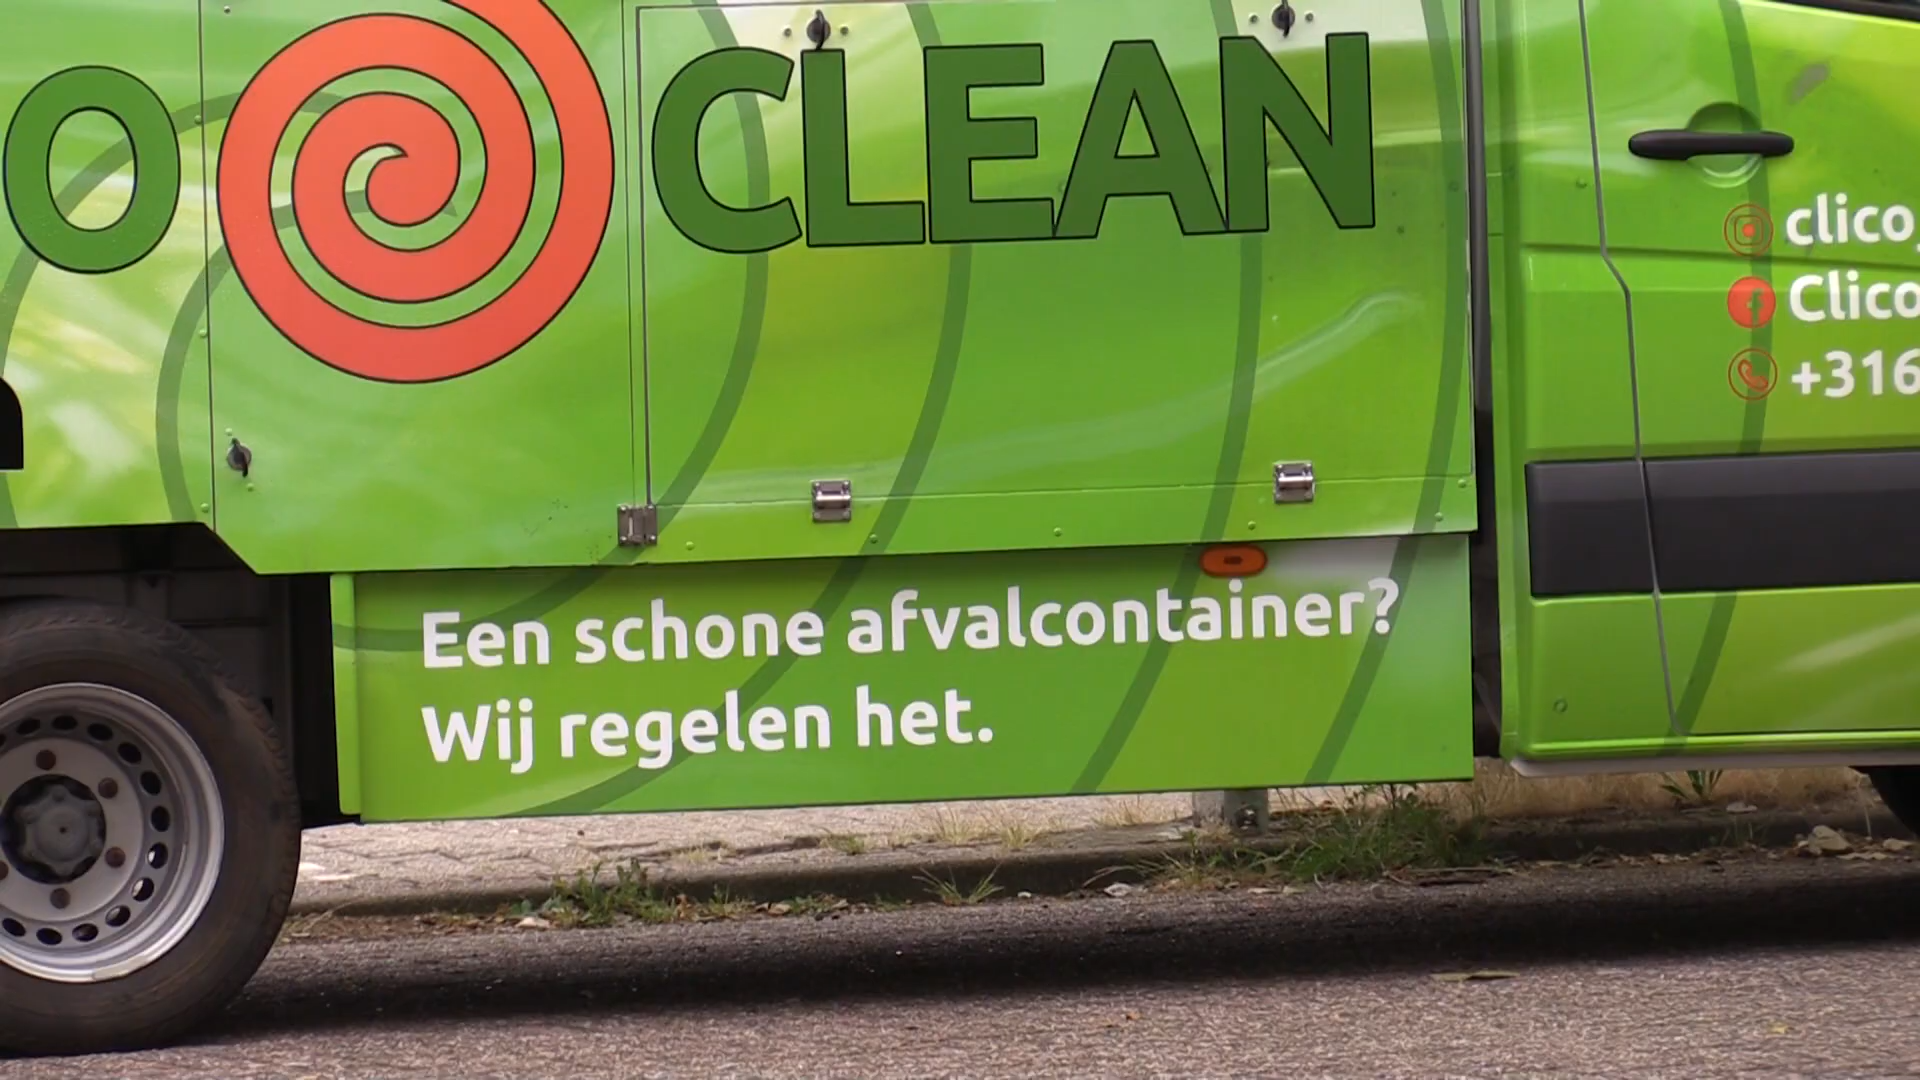 O CLEAN
clico
Clico
+316
Een schone afvalcontainer?
Wij regelen het.